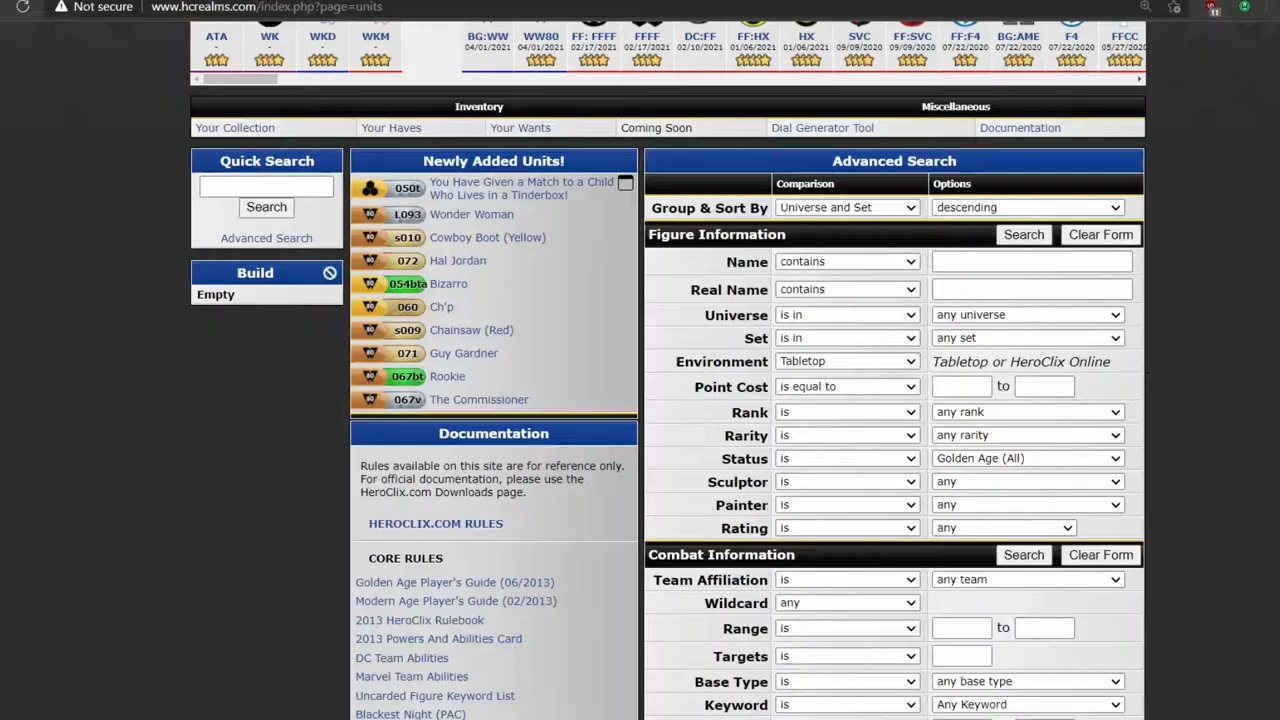 Not secure www.hcrealms.com/index.php?page=units
11
ATA WK WKD WKM BG:WW WW80 FF: FFFF FFFF DC:FF FF:HX HX SVC FF:SVC FF:F4 BG:AME F4 FFCC
- - - - 04/01/2021 04/01/2021 02/17/2021 02/17/2021 02/10/2021 01/06/2021 01/06/2021 09/09/2020 09/09/2020 07/22/2020 07/22/2020 07/22/2020 05/27/2020
Inventory Miscellaneous
Your Collection Your Haves Your Wants Coming Soon Dial Generator Tool Documentation
Quick Search
Search
Advanced Search
Build
Empty
Newly Added Units!
050t You Have Given a Match to a Child
Who Lives in a Tinderbox!
L093 Wonder Woman
s010 Cowboy Boot (Yellow)
072 Hal Jordan
054bta Bizarro
060 Ch'p
s009 Chainsaw (Red)
071 Guy Gardner
067bt Rookie
067v The Commissioner
Documentation
Rules available on this site are for reference only.
For official documentation, please use the
HeroClix.com Downloads page.
HEROCLIX.COM RULES
CORE RULES
Golden Age Player's Guide (06/2013)
Modern Age Player's Guide (02/2013)
2013 HeroClix Rulebook
2013 Powers And Abilities Card
DC Team Abilities
Marvel Team Abilities
Uncarded Figure Keyword List
Blackest Night (PAC)
Advanced Search
Comparison Options
Group & Sort By Universe and Set descending
Figure Information Search Clear Form
Name contains
Real Name contains
Universe is in any universe
Set is in any set
Environment Tabletop Tabletop or HeroClix Online
Point Cost is equal to to
Rank is any rank
Rarity is any rarity
Status is Golden Age (All)
Sculptor is any
Painter is any
Rating is any
Combat Information Search Clear Form
Team Affiliation is any team
Wildcard any
Range is to
Targets is
Base Type is any base type
Keyword is Any Keyword